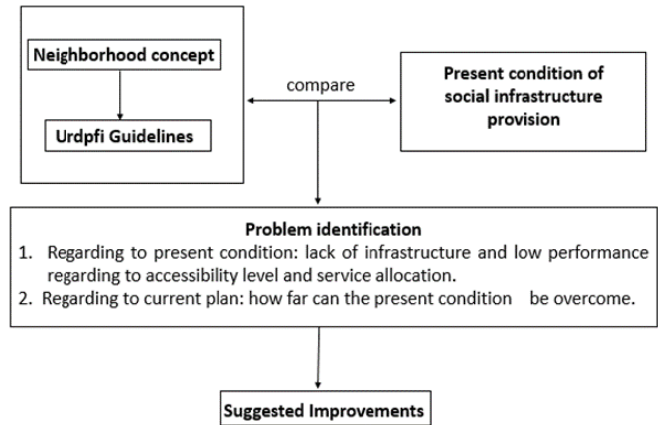 Neighborhood concept
Urdpfi Guidelines
compare
Present condition of
social infrastructure
provision
Problem identification
1. Regarding to present condition: lack of infrastructure and low performance
regarding to accessibility level and service allocation.
2. Regarding to current plan: how far can the present condition be overcome.
Suggested Improvements